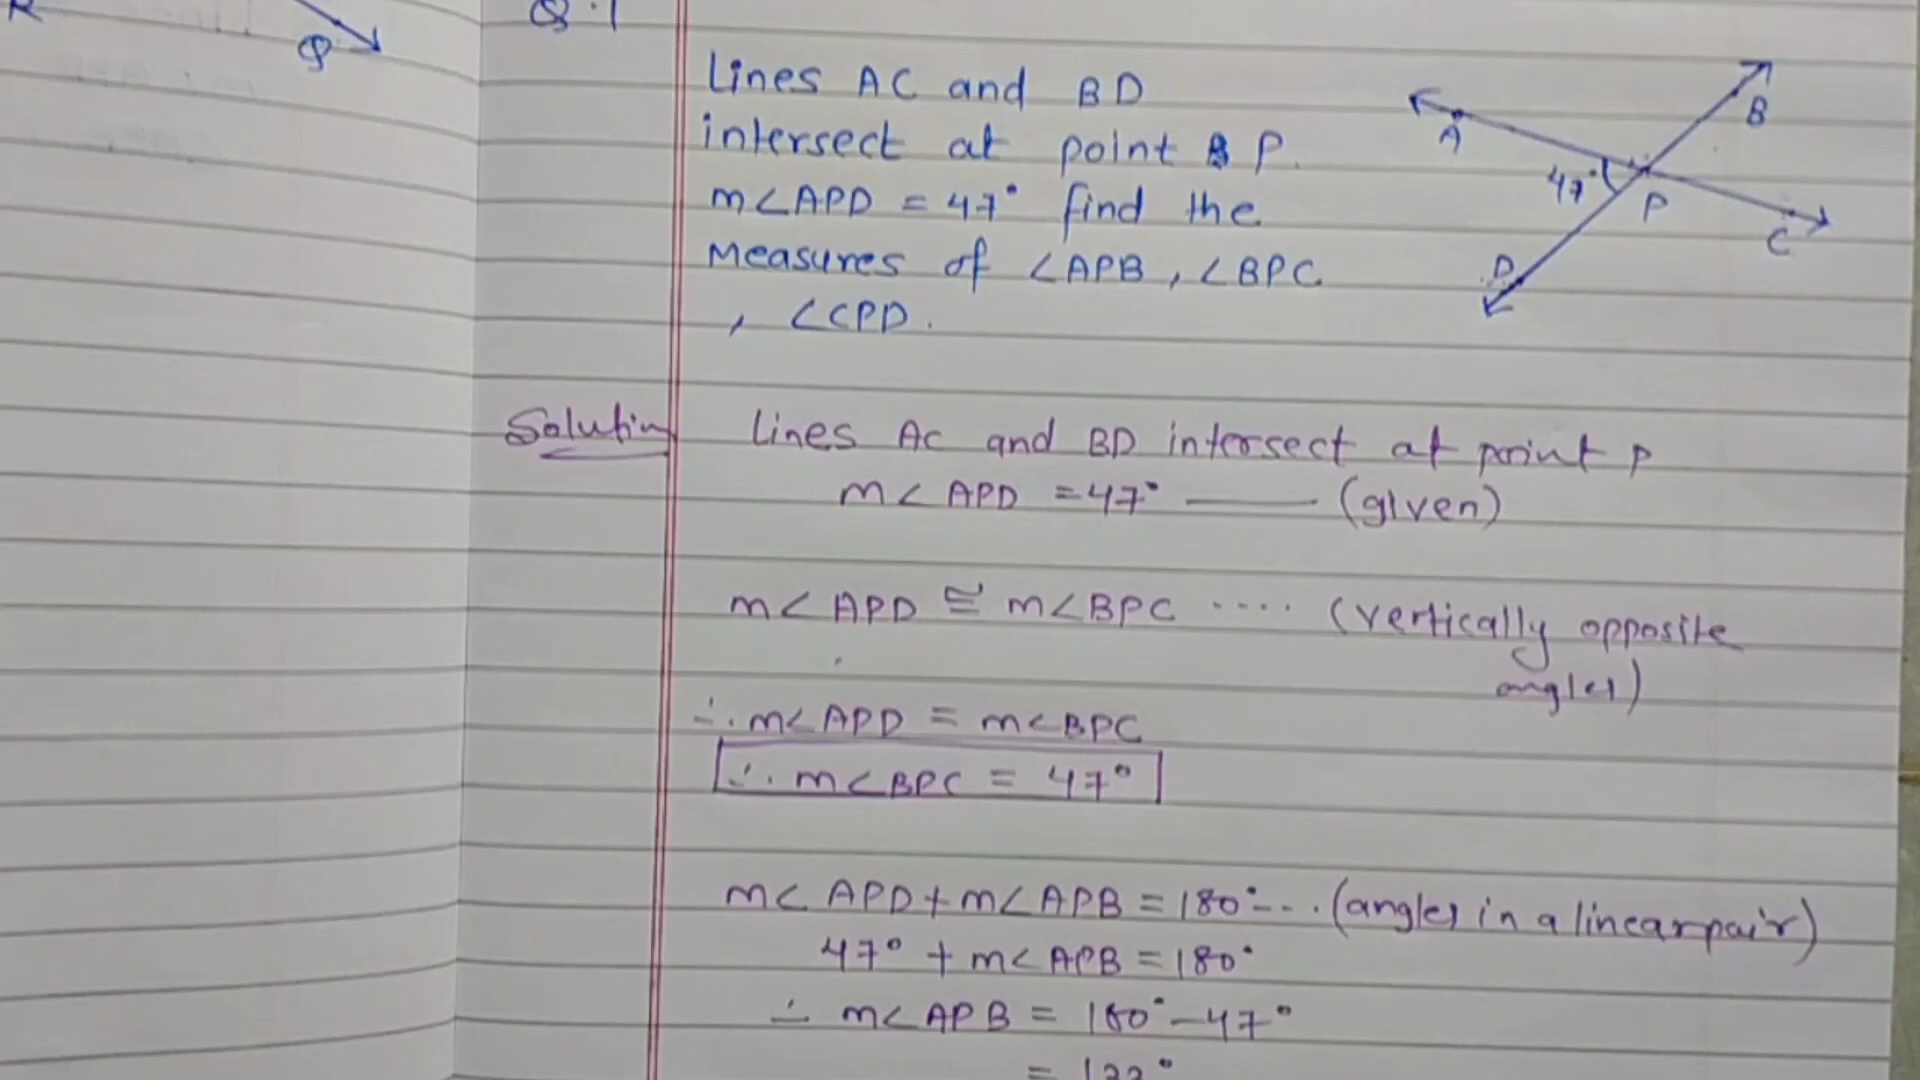 Q.1
Lines AC and BD
intersect at point P.
m∠APD = 47° find the
measures of ∠APB, ∠BPC
, ∠CPD.
A
B
47°
P
C
D
Q
Solution
Lines AC and BD intersect at point P
m∠APD = 47° —— (given)
m∠APD ≅ m∠BPC .... (vertically opposite
angles)
∴ m∠APD = m∠BPC
∴ m∠BPC = 47°
m∠APD + m∠APB = 180° ... (angles in a linear pair)
47° + m∠APB = 180°
∴ m∠APB = 180° - 47°